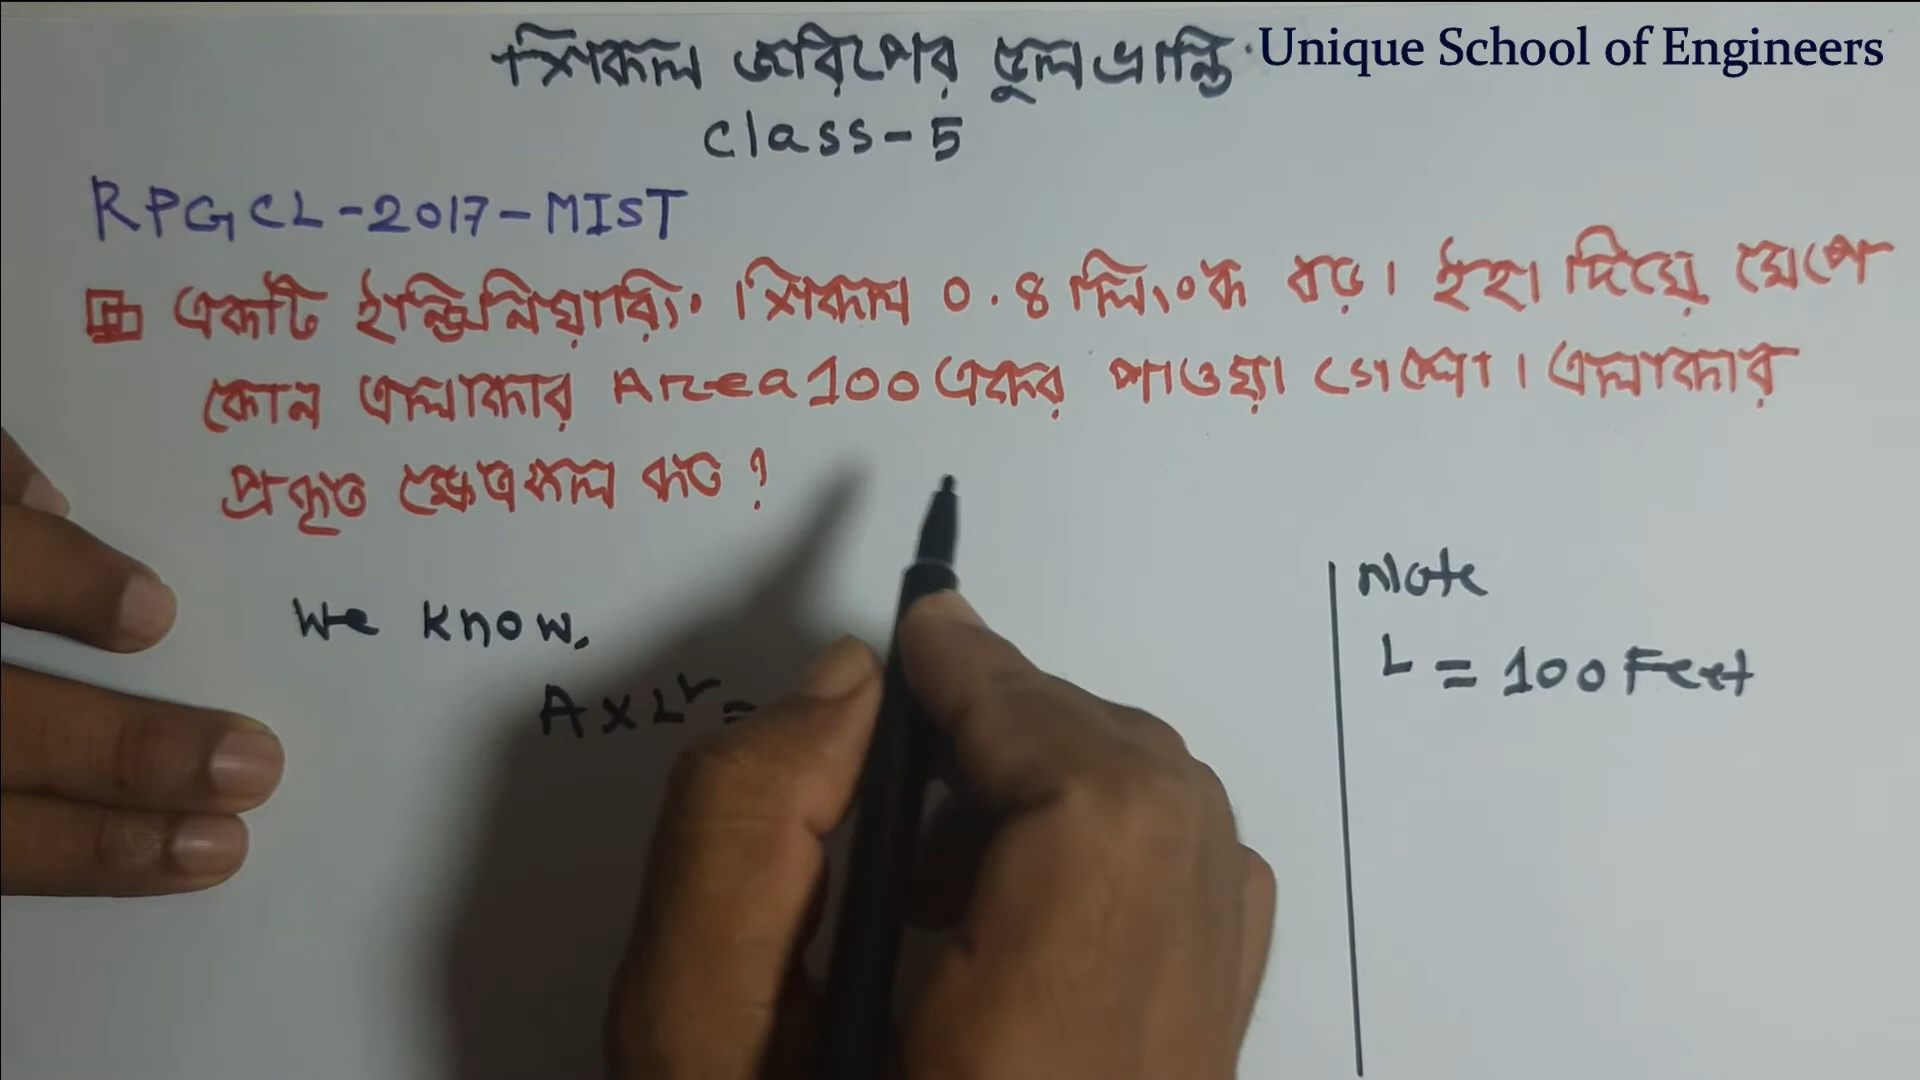 শিকল জরিপের ভুলভ্রান্তি
Unique School of Engineers
class-5
RPGCL-2017-MIST
একটি ইঞ্জিনিয়ারিং শিকল 0.8 লিংক বড়। ইহা দিয়ে মেপে
কোন এলাকার Area 100 একর পাওয়া গেলো। এলাকার
প্রকৃত ক্ষেত্রফল কত?
We know,
A×L² =
Note
L = 100 Feet